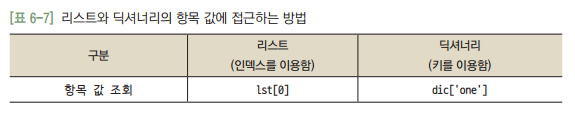 [표 6-7] 리스트와 딕셔너리의 항목 값에 접근하는 방법
구분 리스트 딕셔너리
(인덱스를 이용함) (키를 이용함)
항목 값 조회 lst[0] dic['one']